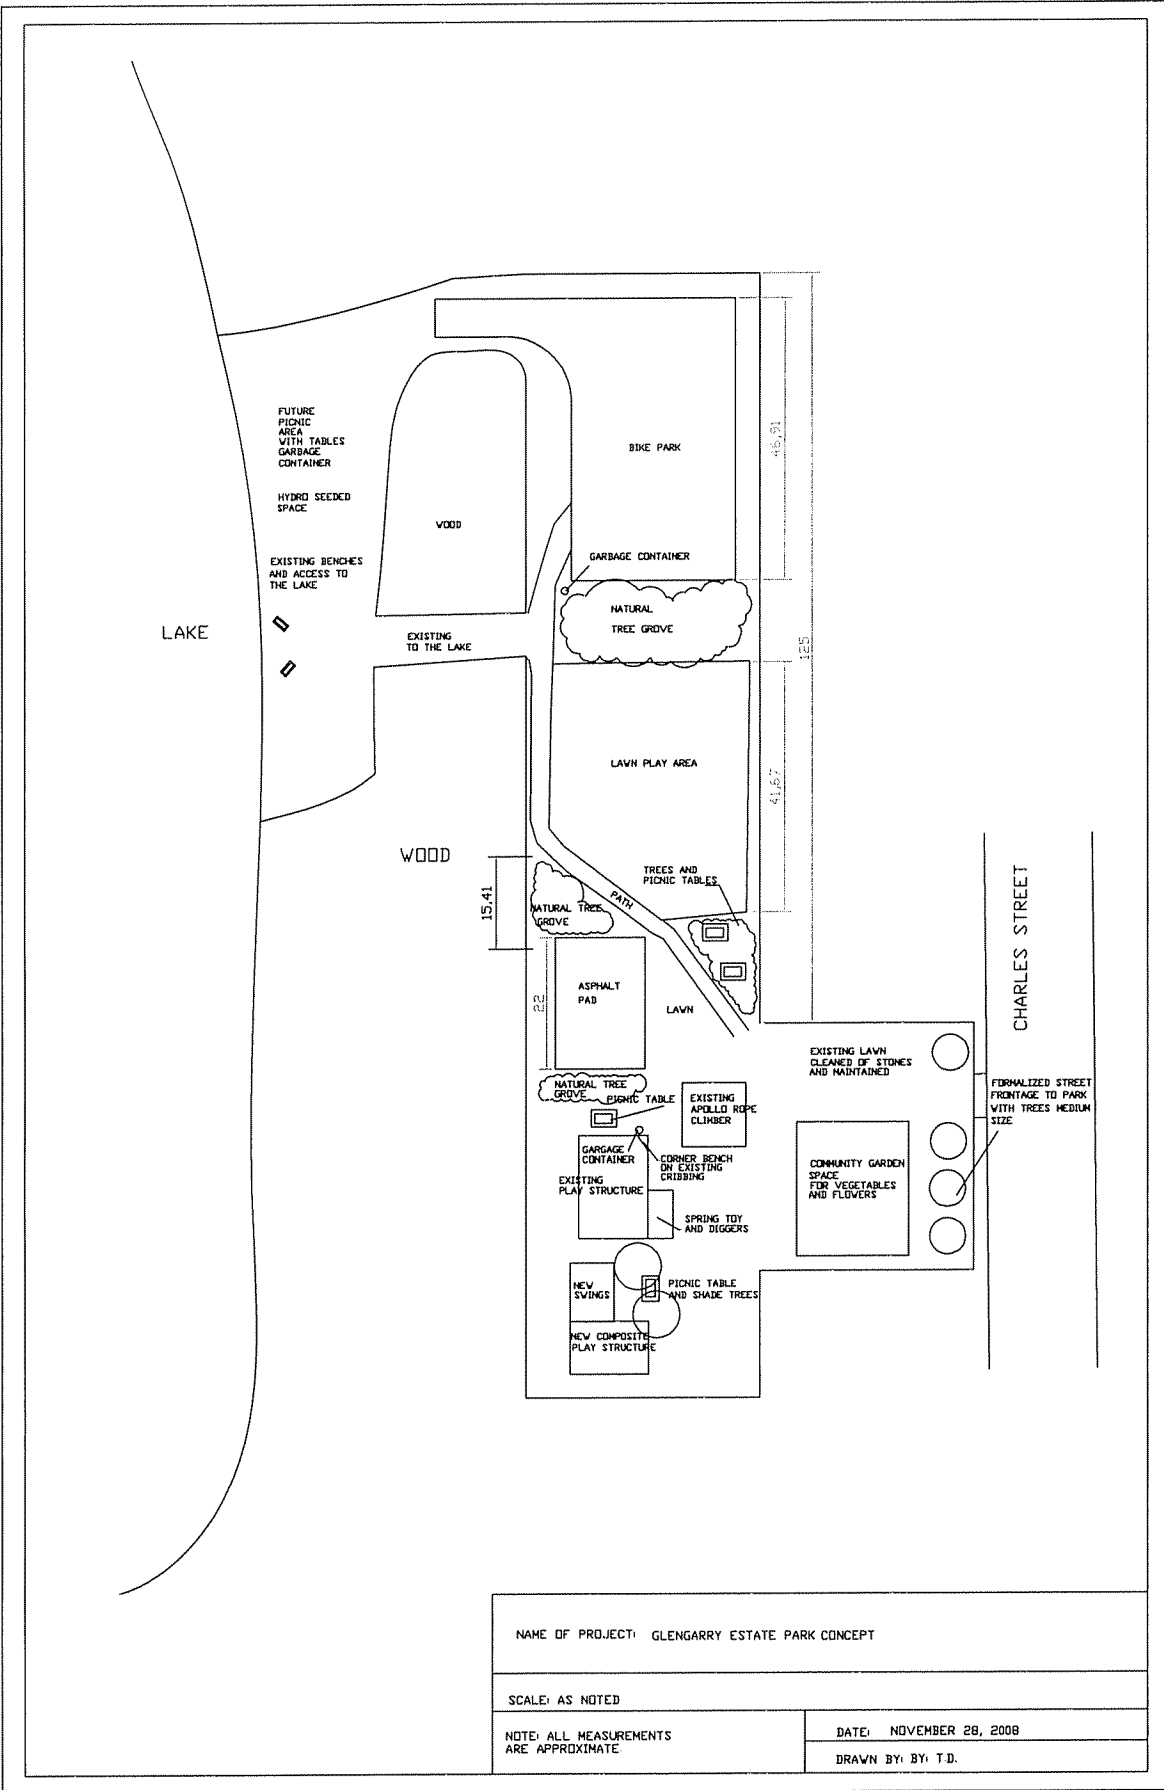 FUTURE
PICNIC
AREA
WITH TABLES
GARBAGE
CONTAINER
HYDRO SEEDED
SPACE
EXISTING BENCHES
AND ACCESS TO
THE LAKE
LAKE
WOOD
EXISTING
TO THE LAKE
BIKE PARK
46,91
GARBAGE CONTAINER
NATURAL
TREE GROVE
125
LAWN PLAY AREA
41,67
WOOD
TREES AND
PICNIC TABLES
PATH
15,41
NATURAL TREE
GROVE
ASPHALT
PAD
22
LAWN
CHARLES STREET
EXISTING LAWN
CLEANED OF STONES
AND MAINTAINED
FORMALIZED STREET
FRONTAGE TO PARK
WITH TREES MEDIUM
SIZE
NATURAL TREE
GROVE
PICNIC TABLE
EXISTING
APOLLO ROPE
CLIMBER
GARGAGE
CONTAINER
CORNER BENCH
ON EXISTING
CRIBBING
EXISTING
PLAY STRUCTURE
COMMUNITY GARDEN
SPACE
FOR VEGETABLES
AND FLOWERS
SPRING TOY
AND DIGGERS
NEW
SWINGS
PICNIC TABLE
AND SHADE TREES
NEW COMPOSITE
PLAY STRUCTURE
NAME OF PROJECT: GLENGARRY ESTATE PARK CONCEPT
SCALE: AS NOTED
NOTE: ALL MEASUREMENTS
ARE APPROXIMATE.
DATE: NOVEMBER 28, 2008
DRAWN BY: BY: T.D.